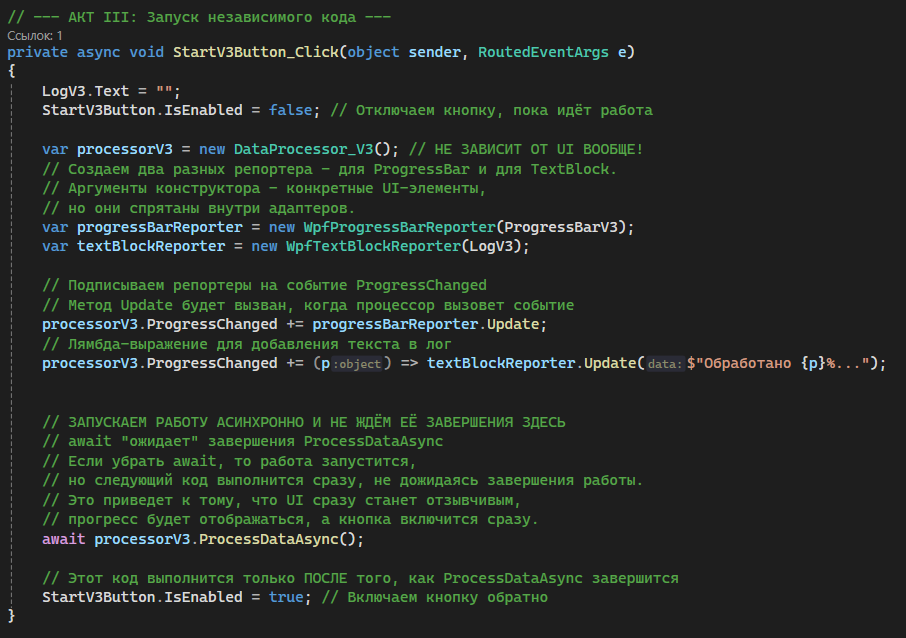 // --- АКТ III: Запуск независимого кода ---
Ссылок: 1
private async void StartV3Button_Click(object sender, RoutedEventArgs e)
{
LogV3.Text = "";
StartV3Button.IsEnabled = false; // Отключаем кнопку, пока идёт работа
var processorV3 = new DataProcessor_V3(); // НЕ ЗАВИСИТ ОТ UI ВООБЩЕ!
// Создаем два разных репортера – для ProgressBar и для TextBlock.
// Аргументы конструктора – конкретные UI-элементы,
// но они спрятаны внутри адаптеров.
var progressBarReporter = new WpfProgressBarReporter(ProgressBarV3);
var textBlockReporter = new WpfTextBlockReporter(LogV3);
// Подписываем репортеры на событие ProgressChanged
// Метод Update будет вызван, когда процессор вызовет событие
processorV3.ProgressChanged += progressBarReporter.Update;
// Лямбда-выражение для добавления текста в лог
processorV3.ProgressChanged += (p:object) => textBlockReporter.Update(data:$"Обработано {p}%...");
// ЗАПУСКАЕМ РАБОТУ АСИНХРОННО И НЕ ЖДЁМ ЕЁ ЗАВЕРШЕНИЯ ЗДЕСЬ
// await "ожидает" завершения ProcessDataAsync
// Если убрать await, то работа запустится,
// но следующий код выполнится сразу, не дожидаясь завершения работы.
// Это приведет к тому, что UI сразу станет отзывчивым,
// прогресс будет отображаться, а кнопка включится сразу.
await processorV3.ProcessDataAsync();
// Этот код выполнится только ПОСЛЕ того, как ProcessDataAsync завершится
StartV3Button.IsEnabled = true; // Включаем кнопку обратно
}